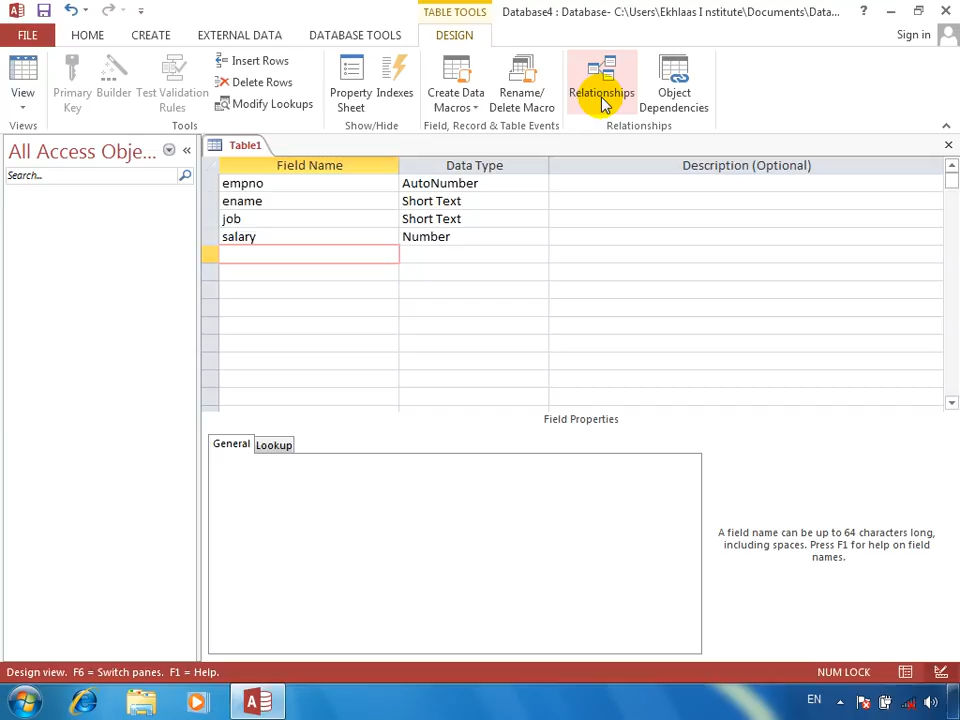 TABLE TOOLS
Database4 : Database- C:\Users\Ekhlaas I nstitute\Documents\Data...
?
FILE
HOME
CREATE
EXTERNAL DATA
DATABASE TOOLS
DESIGN
Sign in
View
Primary Key
Builder
Test Validation Rules
Insert Rows
Delete Rows
Modify Lookups
Property Sheet
Indexes
Create Data Macros
Rename/ Delete Macro
Relationships
Object Dependencies
Views
Tools
Show/Hide
Field, Record & Table Events
Relationships
All Access Obje...
Search...
Table1
Field Name
Data Type
Description (Optional)
empno
AutoNumber
ename
Short Text
job
Short Text
salary
Number
Field Properties
General
Lookup
A field name can be up to 64 characters long,
including spaces. Press F1 for help on field
names.
Design view. F6 = Switch panes. F1 = Help.
NUM LOCK
EN